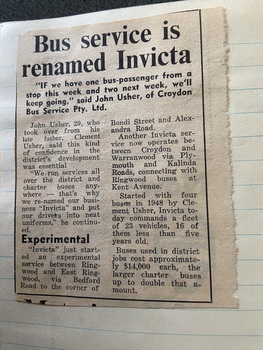 Bus service is
renamed Invicta
"IF we have one bus-passenger from a
stop this week and two next week, we'll
keep going," said John Usher, of Croydon
Bus Service Pty. Ltd.
John Usher, 29, who
took over from his
late father, Clement
Usher, said this kind
of confidence in the
district's development
was essential
"We run services all
over the district and
charter buses any-
where — that's why
we re-named our busi-
ness "Invicta" and put
our drivers into neat
uniforms," he continu-
ed.
Experimental
"Invicta" just start-
ed an experimental
service between Ring-
wood and East Ring-
wood, via Bedford
Road to the corner of
Bondi Street and Alex-
andra Road.
Another Invicta ser-
vice now operates be-
tween Croydon and
Warranwood via Ply-
mouth and Kalinda
Roads, connecting with
Ringwood buses at
Kent Avenue.
Started with four
buses in 1948 by Cle-
ment Usher, Invicta to-
day commands a fleet
of 23 vehicles, 16 of
them less than five
years old.
Buses used in district
jobs cost approximately
$14,000 each, the
larger charter buses
up to double that a-
mount.